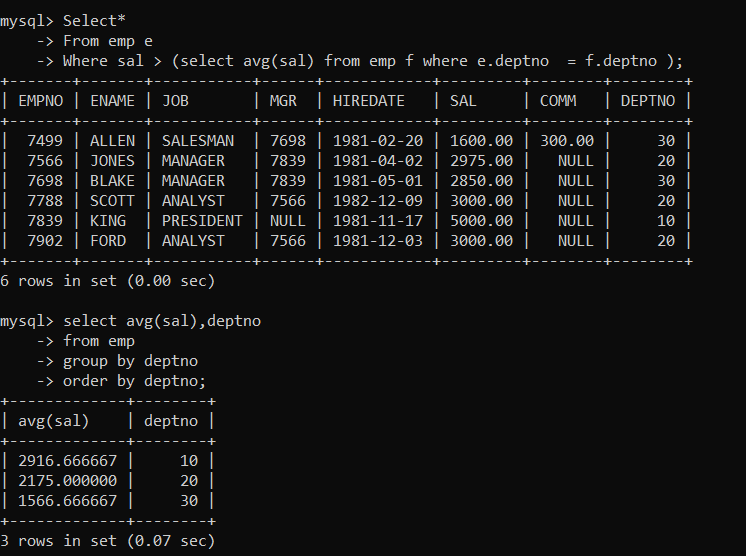 mysql> Select*
    -> From emp e
    -> Where sal > (select avg(sal) from emp f where e.deptno  = f.deptno );
+-------+-------+-----------+------+------------+---------+--------+--------+
| EMPNO | ENAME | JOB       | MGR  | HIREDATE   | SAL     | COMM   | DEPTNO |
+-------+-------+-----------+------+------------+---------+--------+--------+
|  7499 | ALLEN | SALESMAN  | 7698 | 1981-02-20 | 1600.00 | 300.00 |     30 |
|  7566 | JONES | MANAGER   | 7839 | 1981-04-02 | 2975.00 |   NULL |     20 |
|  7698 | BLAKE | MANAGER   | 7839 | 1981-05-01 | 2850.00 |   NULL |     30 |
|  7788 | SCOTT | ANALYST   | 7566 | 1982-12-09 | 3000.00 |   NULL |     20 |
|  7839 | KING  | PRESIDENT | NULL | 1981-11-17 | 5000.00 |   NULL |     10 |
|  7902 | FORD  | ANALYST   | 7566 | 1981-12-03 | 3000.00 |   NULL |     20 |
+-------+-------+-----------+------+------------+---------+--------+--------+
6 rows in set (0.00 sec)

mysql> select avg(sal),deptno
    -> from emp
    -> group by deptno
    -> order by deptno;
+-------------+--------+
| avg(sal)    | deptno |
+-------------+--------+
| 2916.666667 |     10 |
| 2175.000000 |     20 |
| 1566.666667 |     30 |
+-------------+--------+
3 rows in set (0.07 sec)